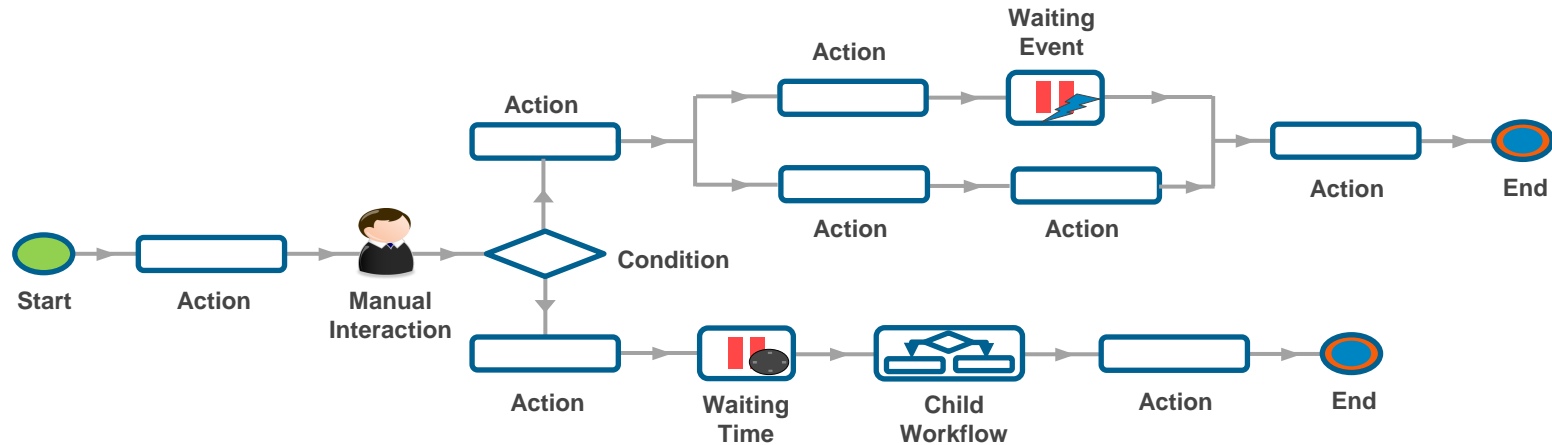 Waiting
Event
Action
Action
Action
Action
Action
End
Condition
Start
Action
Manual
Interaction
Action
Waiting
Time
Child
Workflow
Action
End